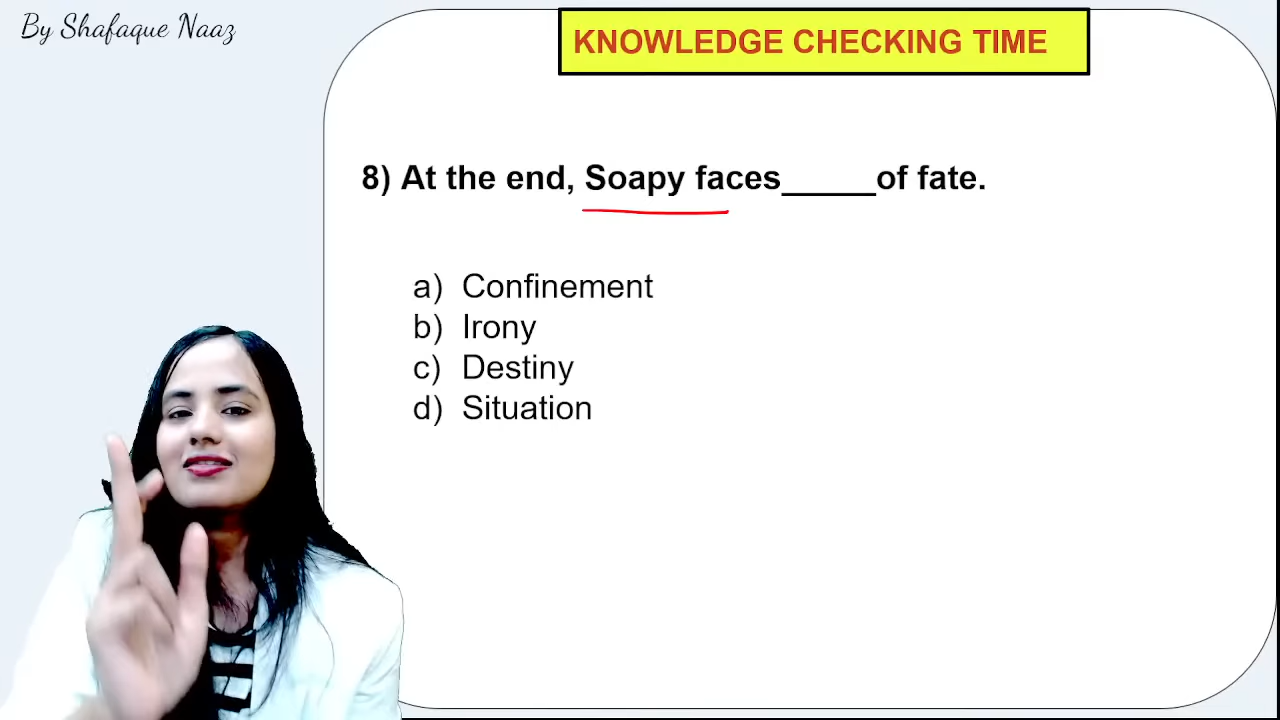 By Shafaque Naaz
KNOWLEDGE CHECKING TIME
8) At the end, Soapy faces_____of fate.
a) Confinement
b) Irony
c) Destiny
d) Situation